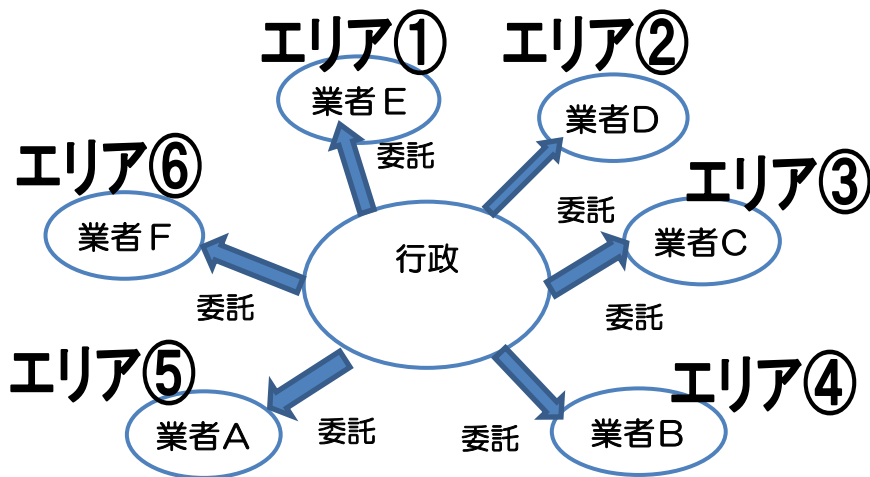 エリア①
業者E
委託
エリア②
業者D
委託
エリア③
業者C
委託
エリア⑥
業者F
委託
行政
エリア⑤
業者A
委託
エリア④
業者B
委託